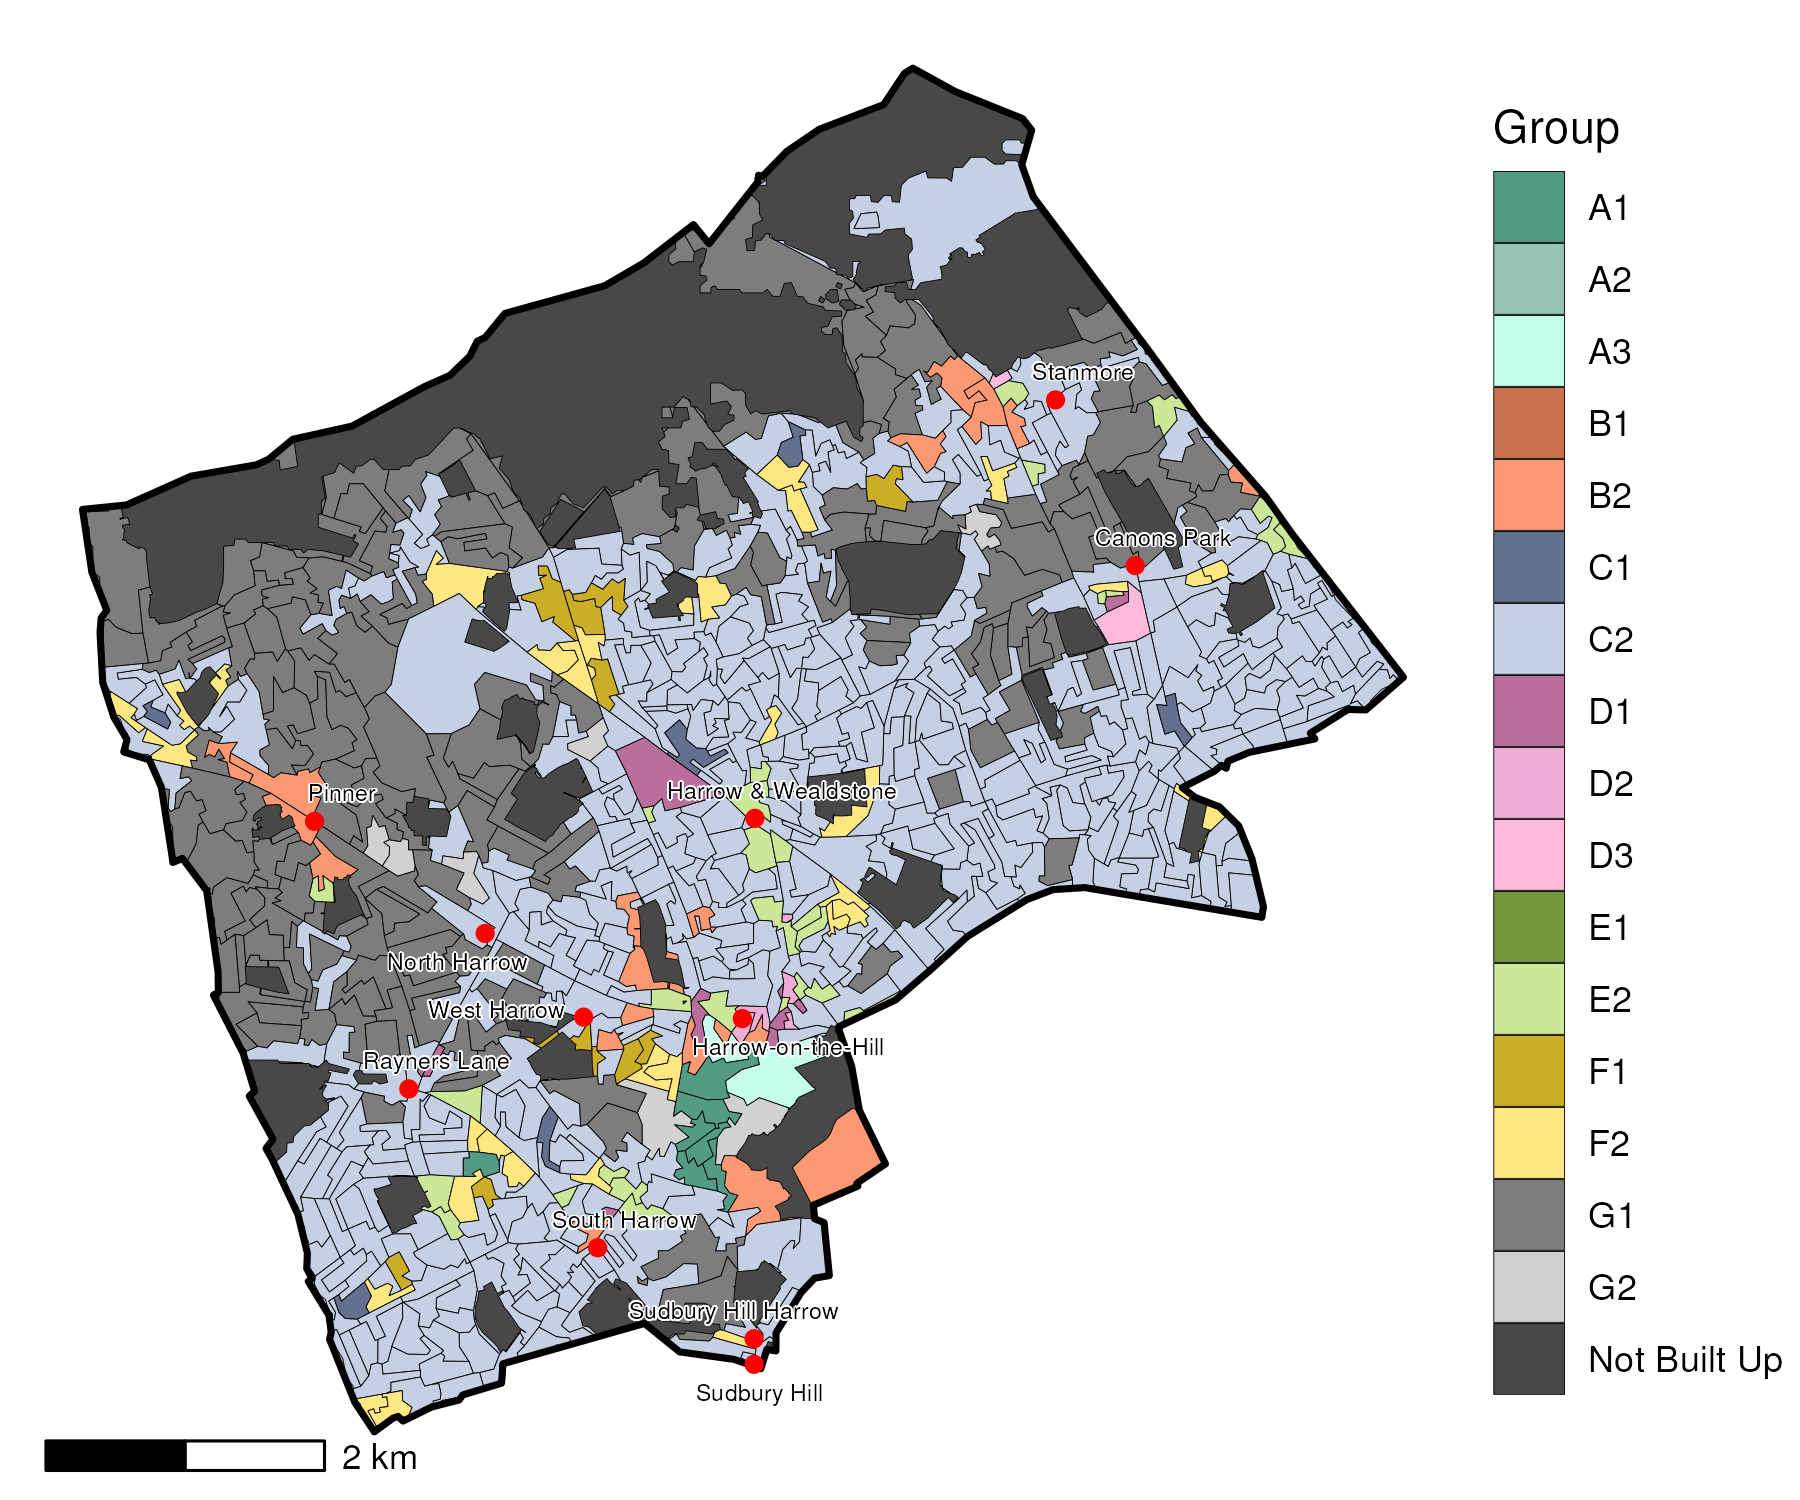 Group
A1
A2
A3
B1
B2
C1
C2
D1
D2
D3
E1
E2
F1
F2
G1
G2
Not Built Up
Stanmore
Canons Park
Pinner
Harrow & Wealdstone
North Harrow
West Harrow
Harrow-on-the-Hill
Rayners Lane
South Harrow
Sudbury Hill Harrow
Sudbury Hill
2 km